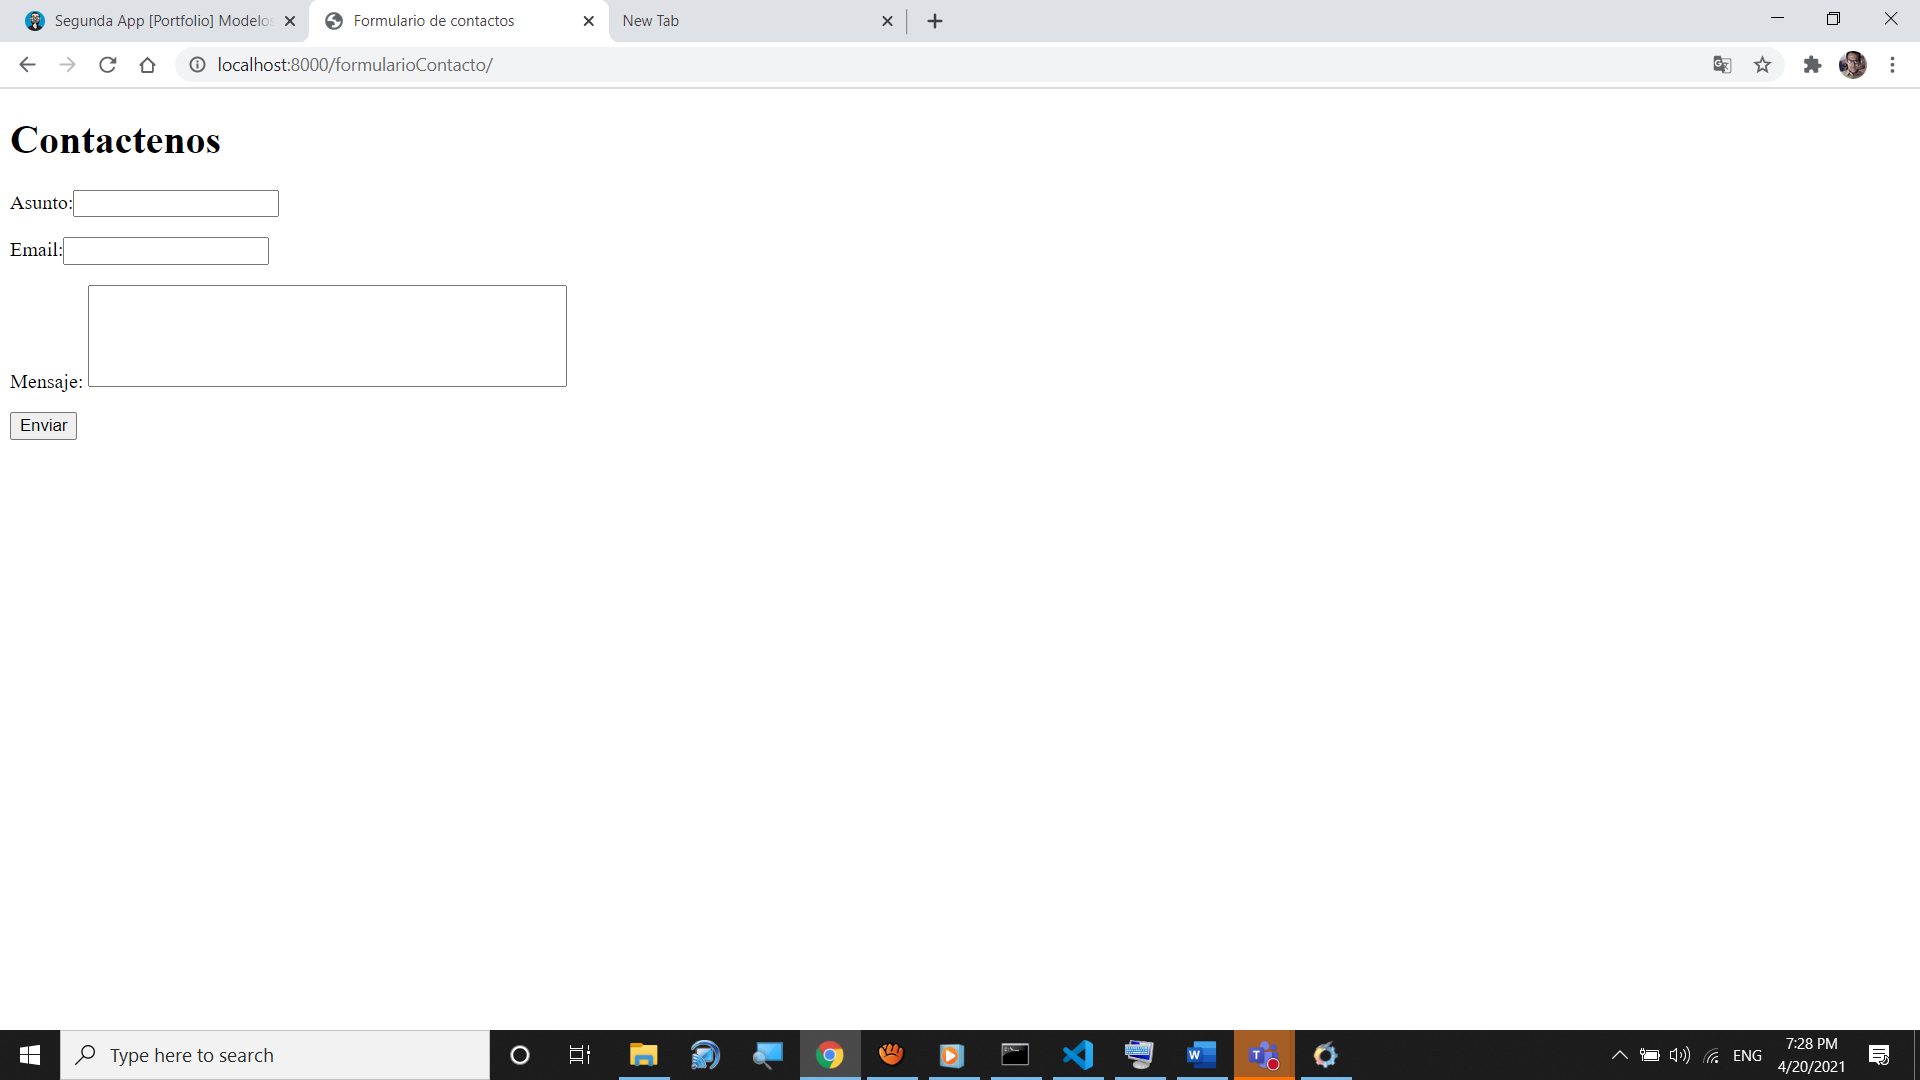 Segunda App [Portfolio] Modelos
Formulario de contactos
New Tab
localhost:8000/formularioContacto/
Contactenos
Asunto:
Email:
Mensaje:
Enviar
Type here to search
ENG
7:28 PM
4/20/2021